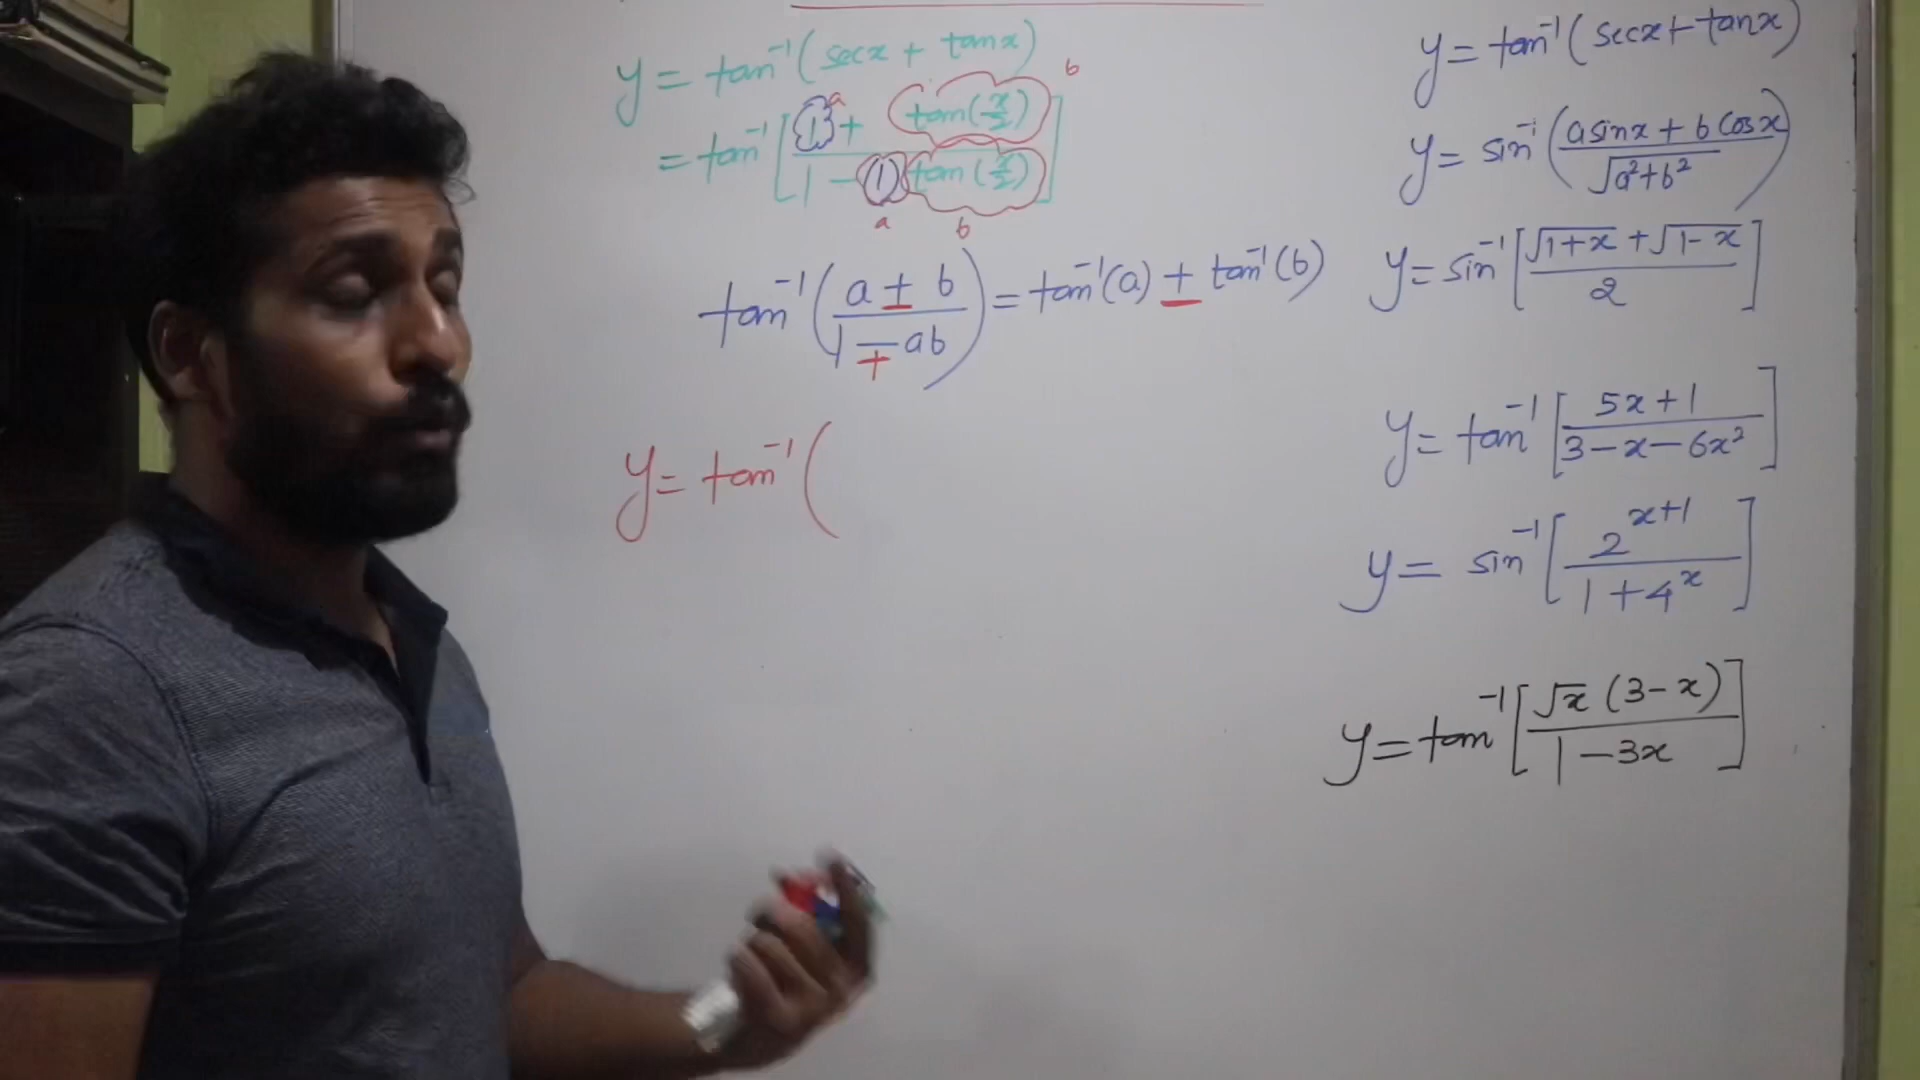 y = tan⁻¹(secx + tanx)
= tan⁻¹[(1 + tan(x/2))/(1 - (1)tan(x/2))]
a
b
a
b
tan⁻¹((a ± b)/(1 ∓ ab)) = tan⁻¹(a) ± tan⁻¹(b)
y = tan⁻¹(
y = tan⁻¹(secx + tanx)
y = sin⁻¹((asinx + b cosx)/√(a²+b²))
y = sin⁻¹[(√(1+x) + √(1-x))/2]
y = tan⁻¹[(5x+1)/(3-x-6x²)]
y = sin⁻¹[2^(x+1)/(1+4^x)]
y = tan⁻¹[√x (3-x)/(1-3x)]